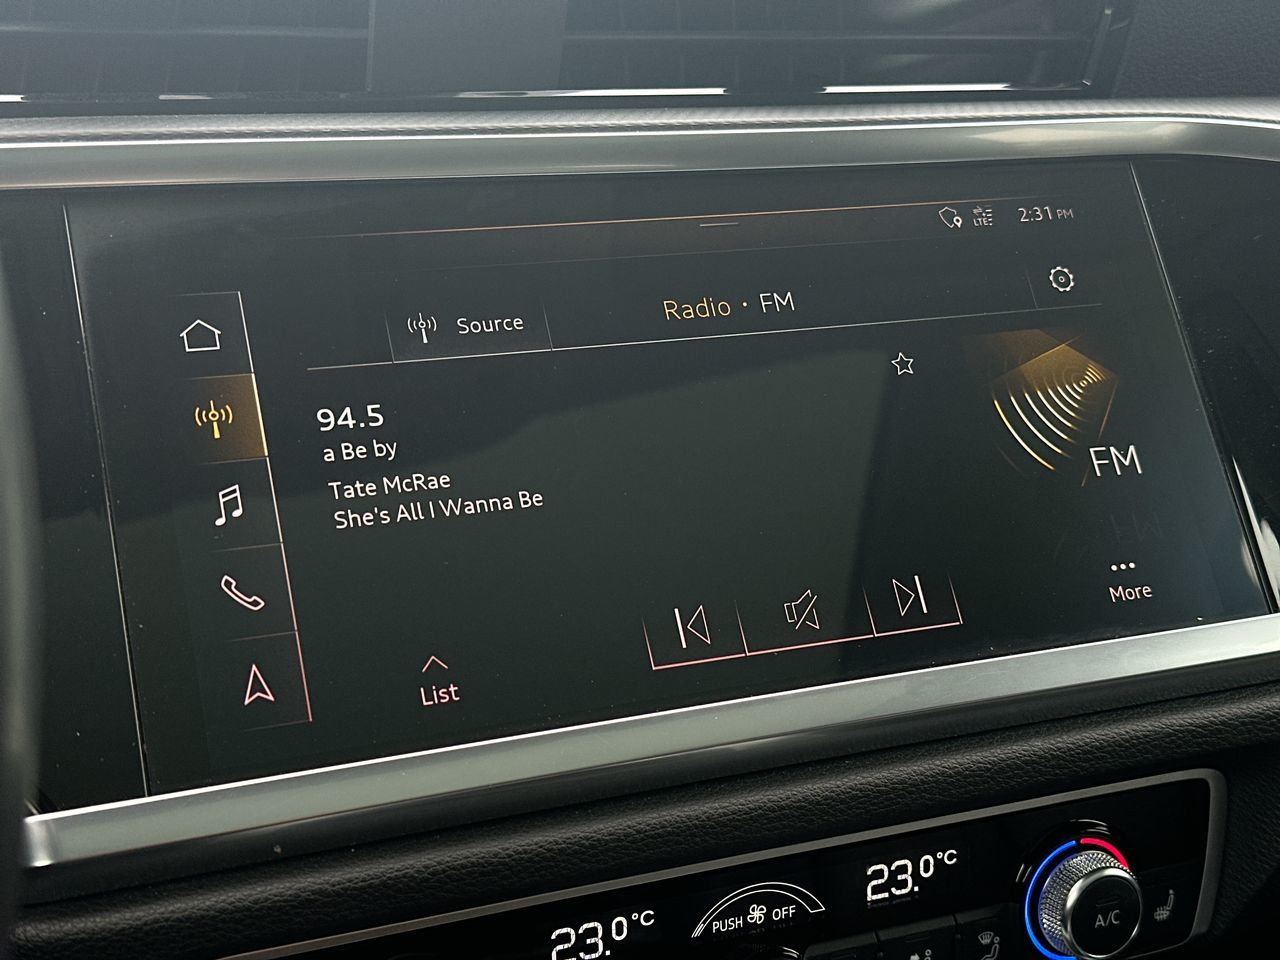 LTE
2:31 PM
Source
Radio • FM
94.5
a Be by
Tate McRae
She's All I Wanna Be
FM
More
List
23.0°C
PUSH OFF
23.0°C
A/C